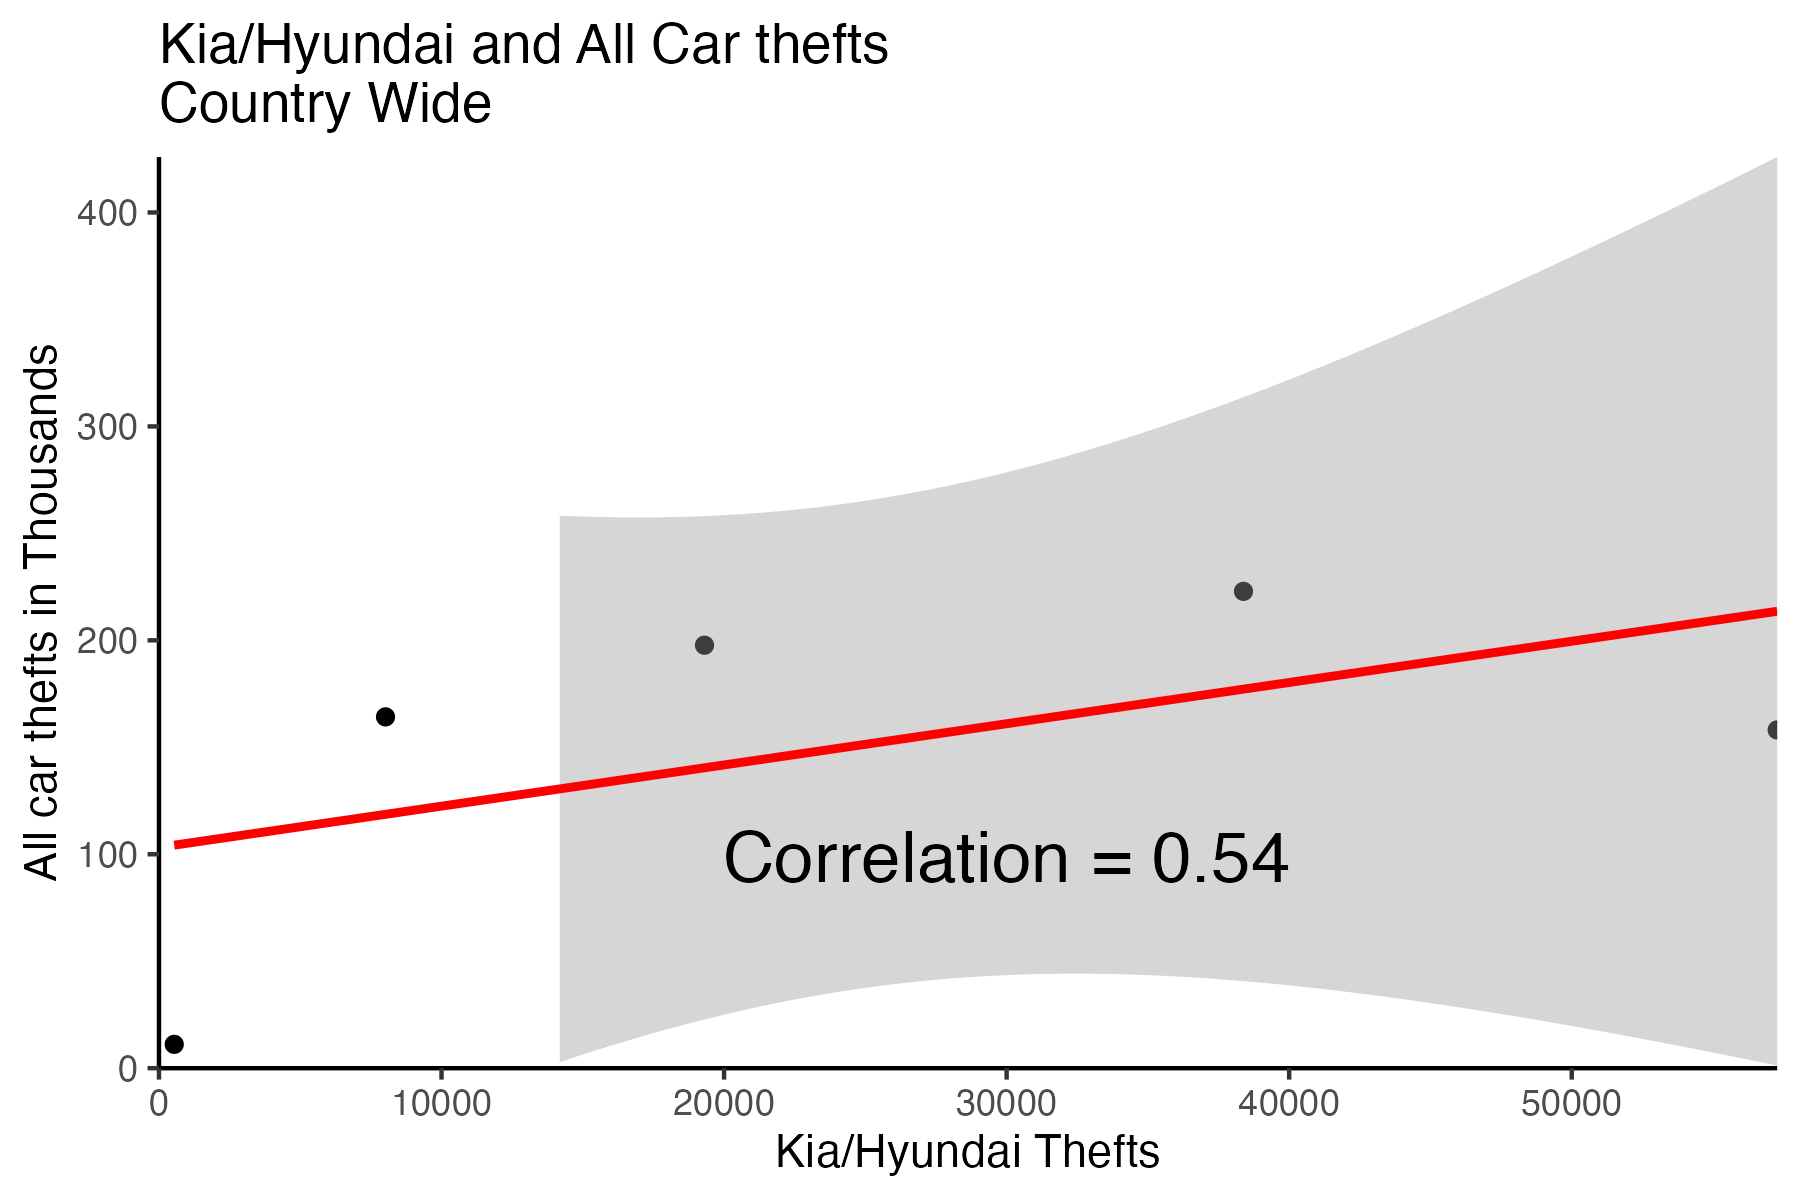 Kia/Hyundai and All Car thefts
Country Wide
All car thefts in Thousands
400
300
200
100
0
Correlation = 0.54
0 10000 20000 30000 40000 50000
Kia/Hyundai Thefts